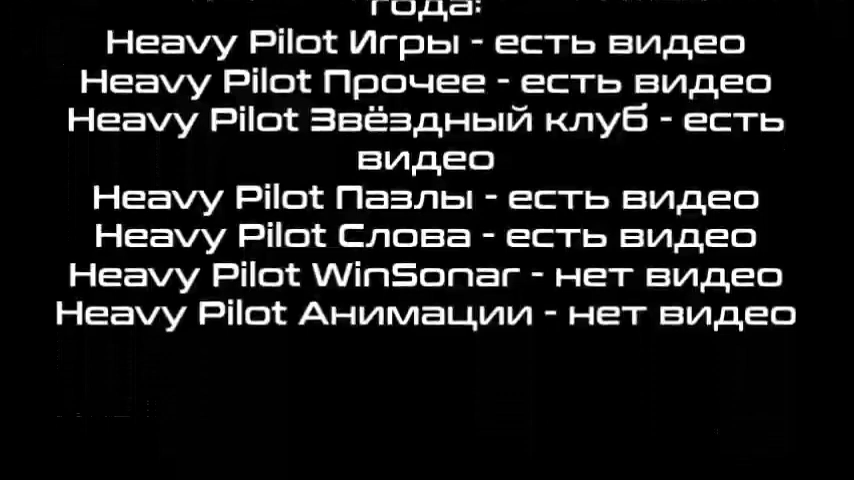 года:
Heavy Pilot Игры - есть видео
Heavy Pilot Прочее - есть видео
Heavy Pilot Звёздный клуб - есть
видео
Heavy Pilot Пазлы - есть видео
Heavy Pilot Слова - есть видео
Heavy Pilot WinSonar - нет видео
Heavy Pilot Анимации - нет видео